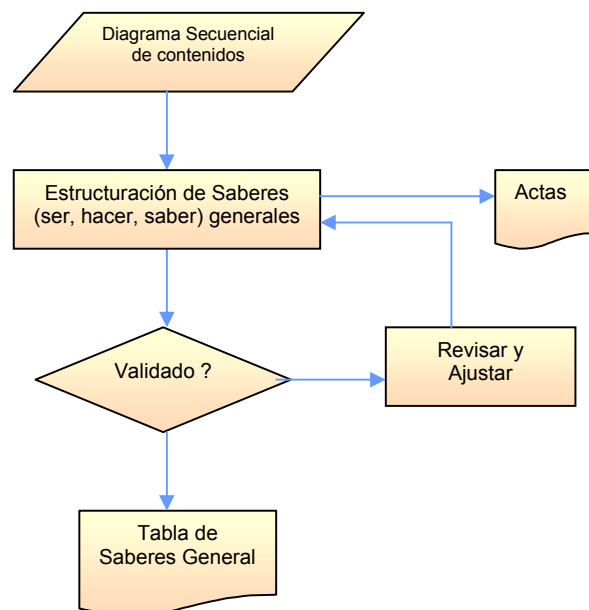 Diagrama Secuencial
de contenidos
Estructuración de Saberes
(ser, hacer, saber) generales
Actas
Validado ?
Revisar y
Ajustar
Tabla de
Saberes General